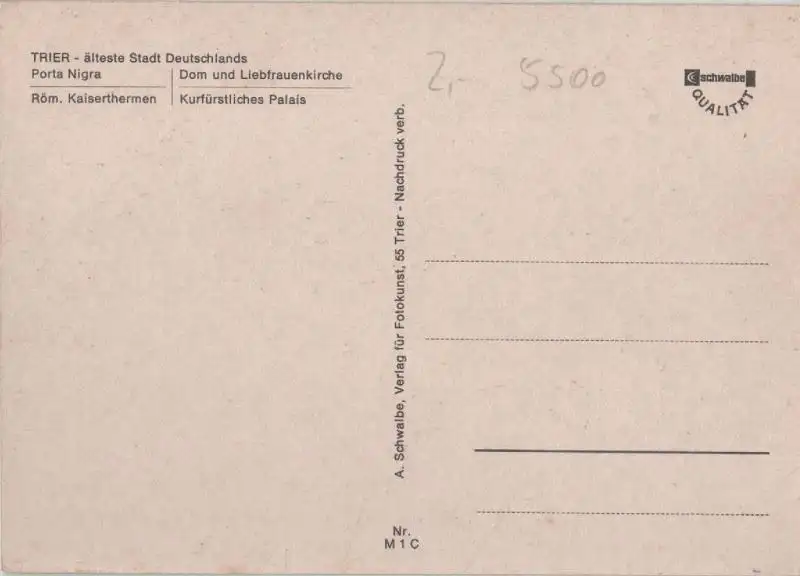 TRIER - älteste Stadt Deutschlands
Porta Nigra
Dom und Liebfrauenkirche
Röm. Kaiserthermen
Kurfürstliches Palais
2,- 5500
schwalbe
QUALITÄT
A. Schwalbe, Verlag für Fotokunst, 55 Trier - Nachdruck verb.
Nr.
M 1 C